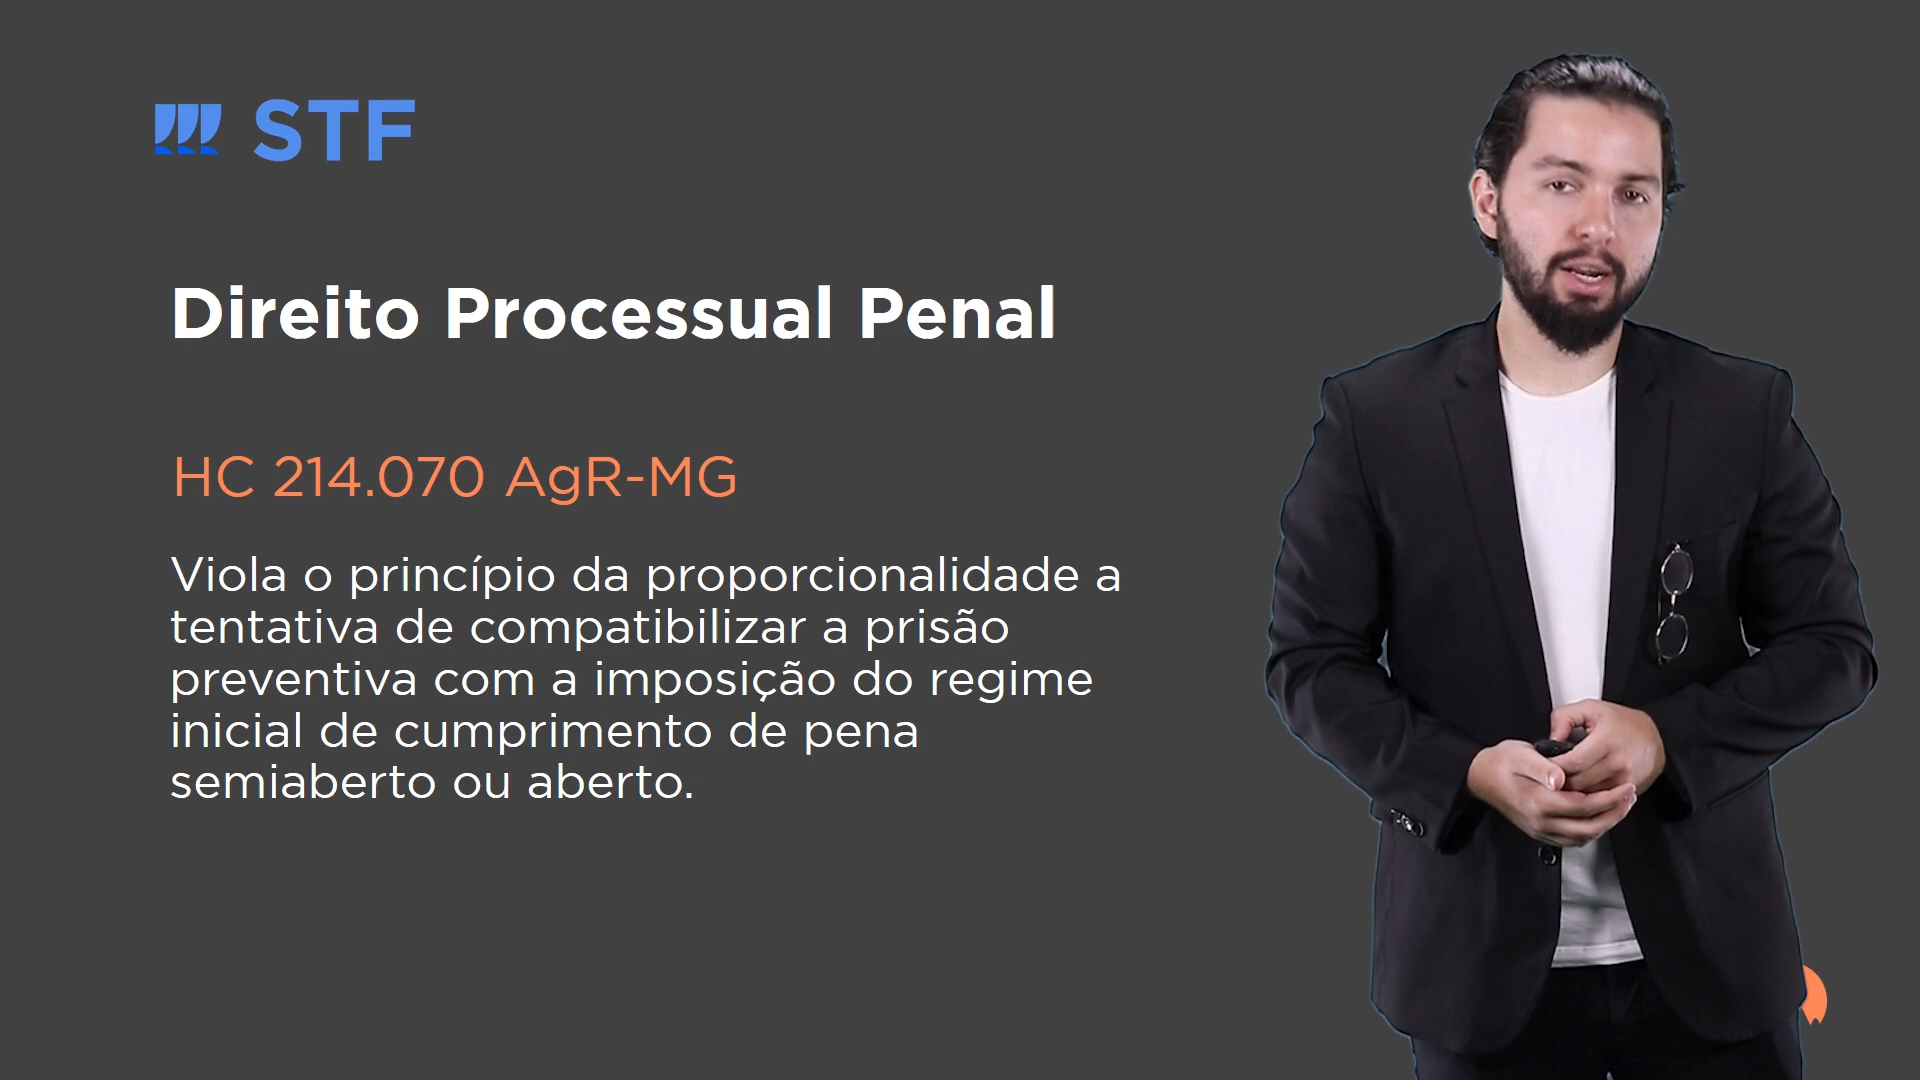 STF
Direito Processual Penal
HC 214.070 AgR-MG
Viola o princípio da proporcionalidade a
tentativa de compatibilizar a prisão
preventiva com a imposição do regime
inicial de cumprimento de pena
semiaberto ou aberto.